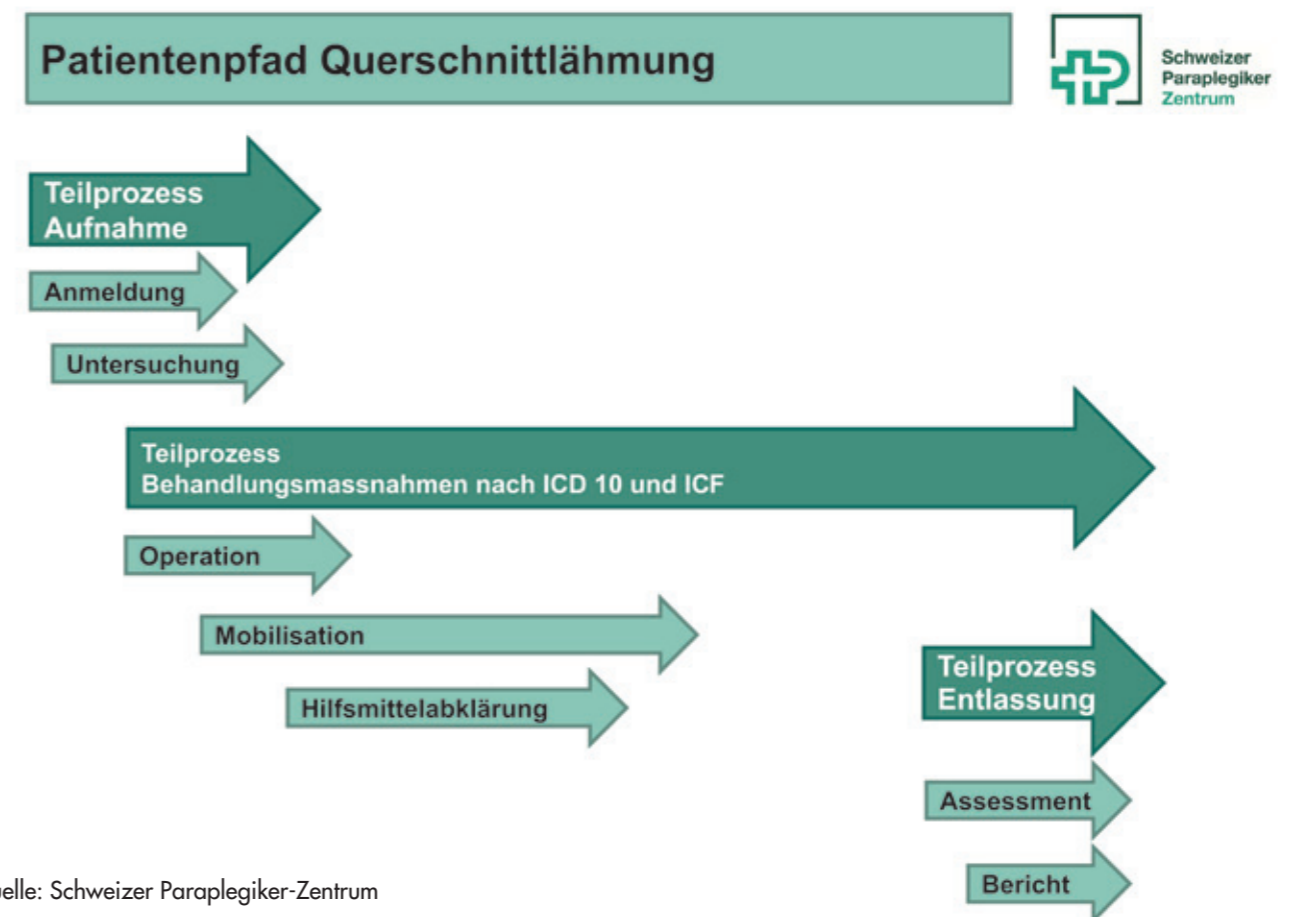 Patientenpfad Querschnittlähmung
Schweizer
Paraplegiker
Zentrum
Teilprozess
Aufnahme
Anmeldung
Untersuchung
Teilprozess
Behandlungsmassnahmen nach ICD 10 und ICF
Operation
Mobilisation
Hilfsmittelabklärung
Teilprozess
Entlassung
Assessment
Bericht
elle: Schweizer Paraplegiker-Zentrum